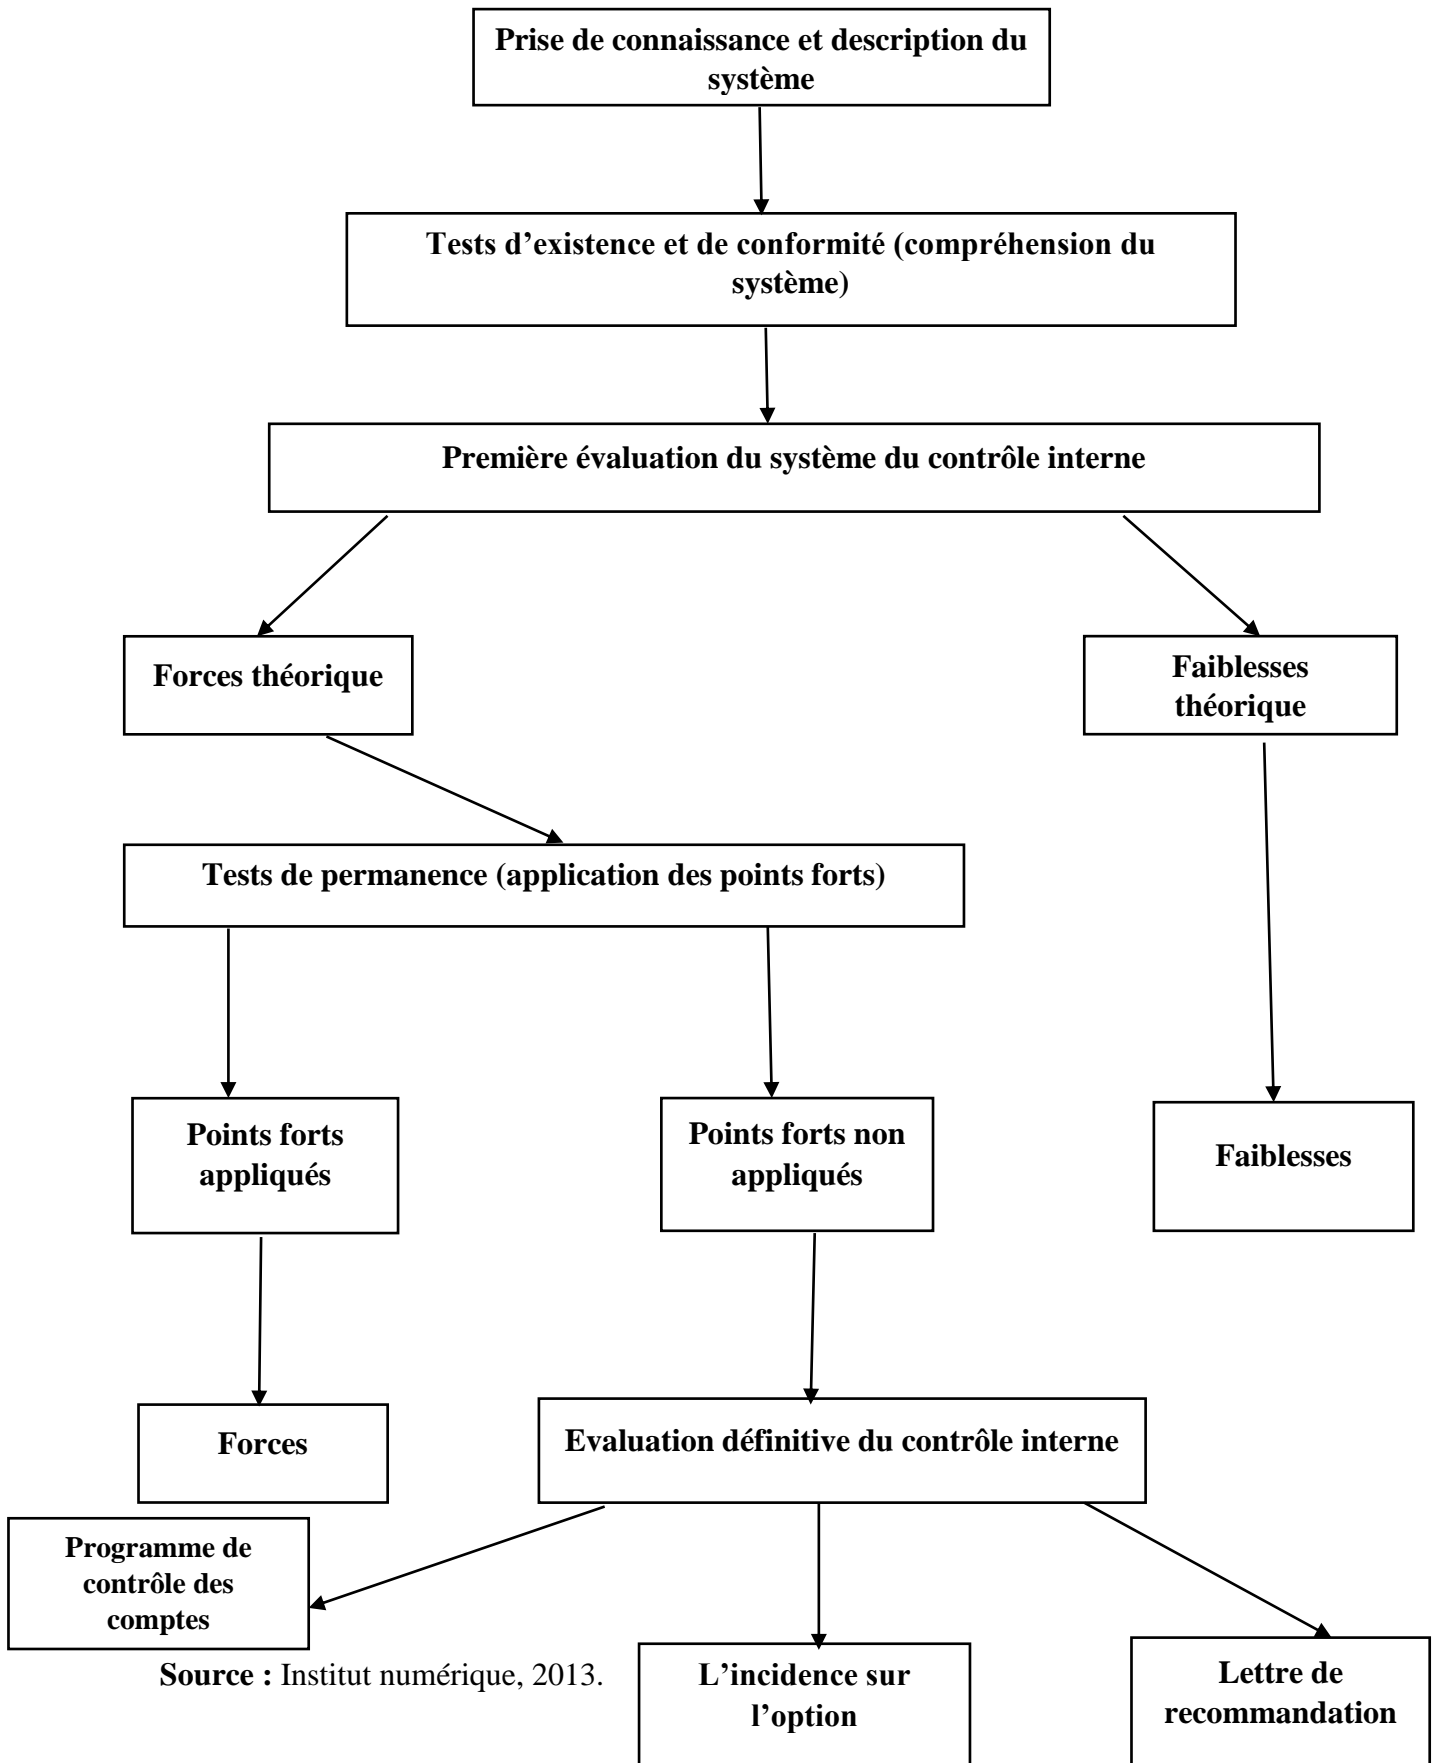 Prise de connaissance et description du
système
Tests d’existence et de conformité (compréhension du
système)
Première évaluation du système du contrôle interne
Forces théorique
Faiblesses
théorique
Tests de permanence (application des points forts)
Points forts
appliqués
Points forts non
appliqués
Faiblesses
Forces
Evaluation définitive du contrôle interne
Programme de
contrôle des
comptes
Source : Institut numérique, 2013.
L’incidence sur
l’option
Lettre de
recommandation